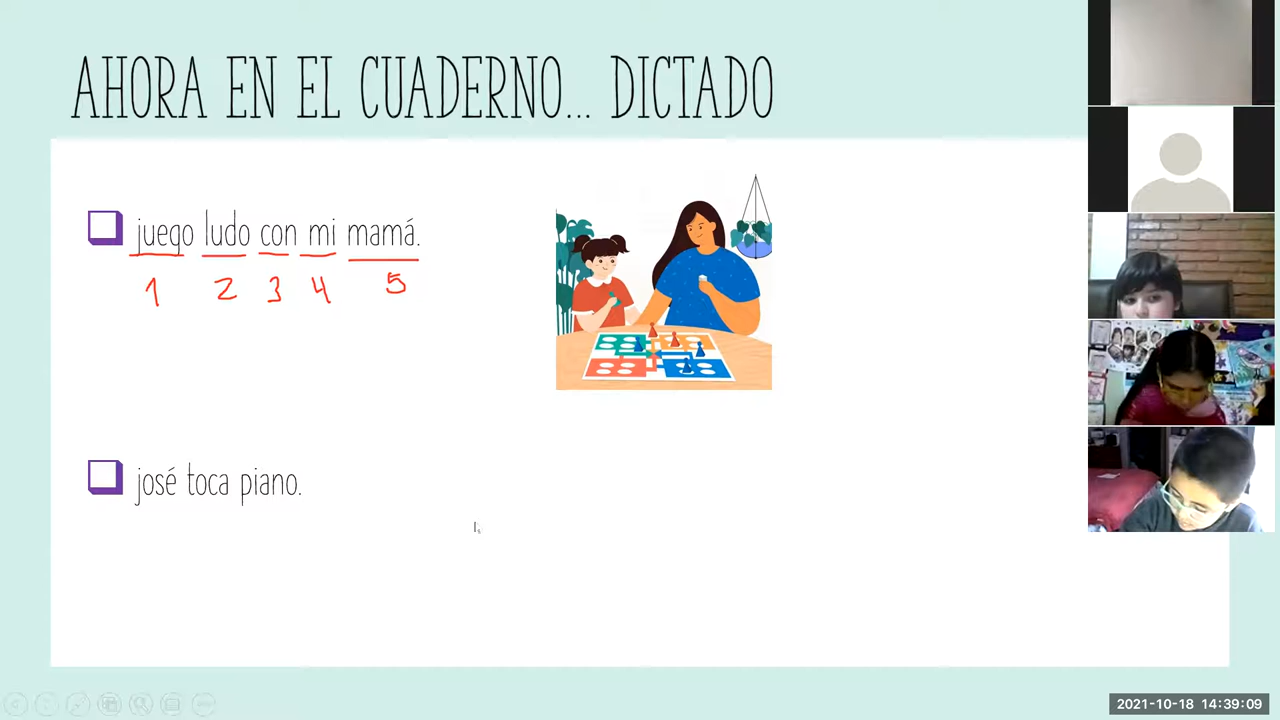 AHORA EN EL CUADERNO... DICTADO
juego ludo con mi mamá.
1 2 3 4 5
josé toca piano.
2021-10-18 14:39:09